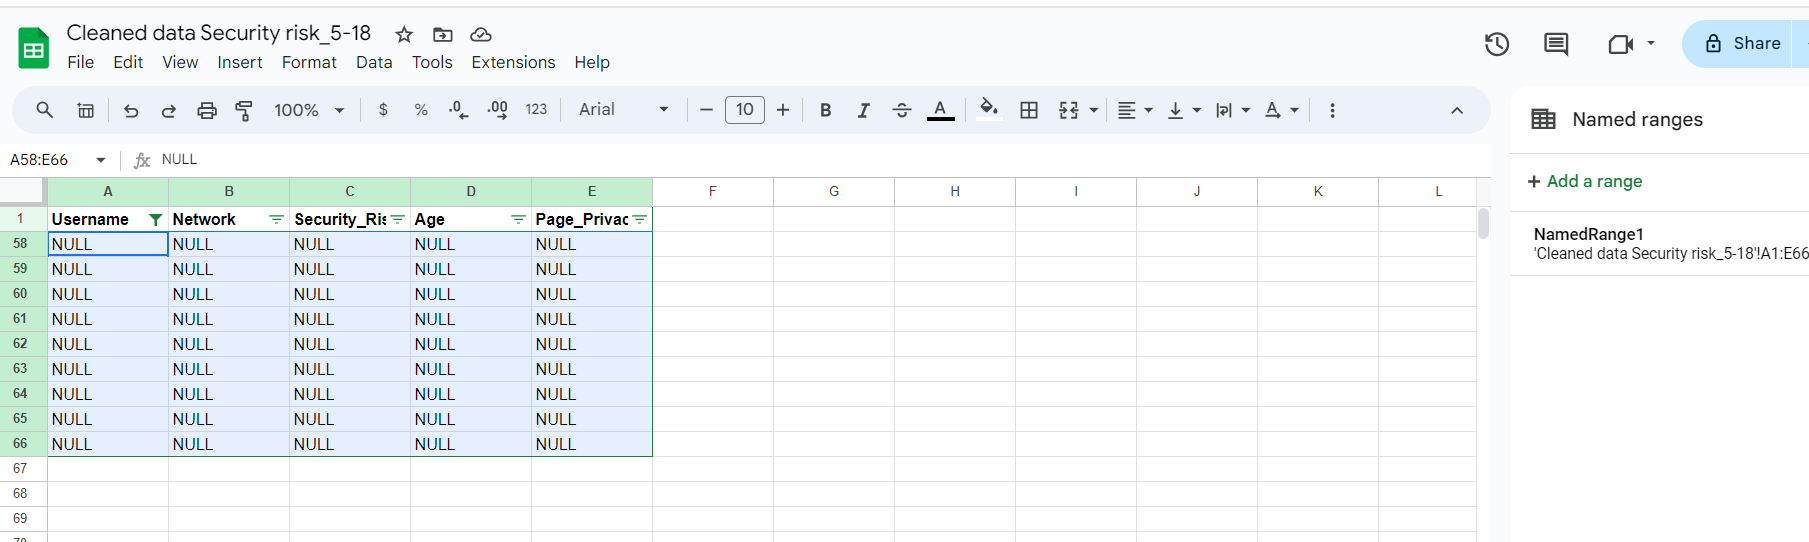 Cleaned data Security risk_5-18
File Edit View Insert Format Data Tools Extensions Help
Share
100% $ % .0 .00 123 Arial 10 B I A A
Named ranges
A58:E66 fx NULL
+ Add a range
A B C D E F G H I J K L
1 Username Network Security_Ris Age Page_Privac
NamedRange1
'Cleaned data Security risk_5-18'!A1:E66
58 NULL NULL NULL NULL NULL
59 NULL NULL NULL NULL NULL
60 NULL NULL NULL NULL NULL
61 NULL NULL NULL NULL NULL
62 NULL NULL NULL NULL NULL
63 NULL NULL NULL NULL NULL
64 NULL NULL NULL NULL NULL
65 NULL NULL NULL NULL NULL
66 NULL NULL NULL NULL NULL
67
68
69